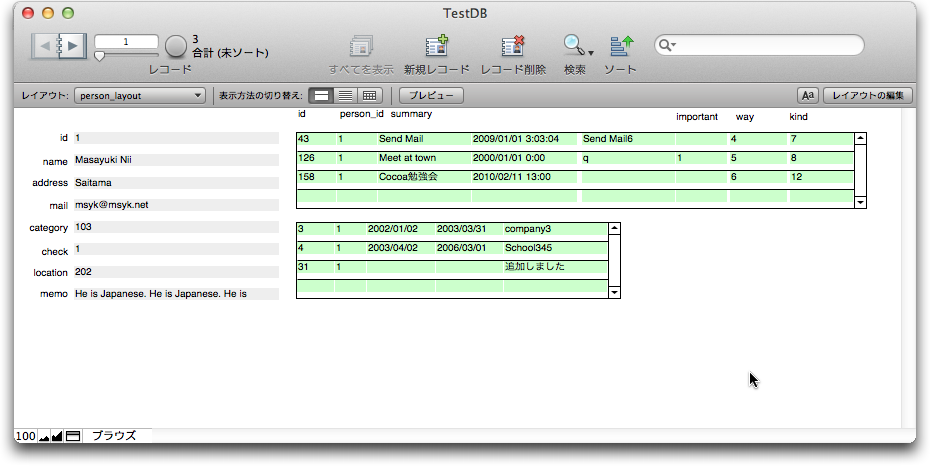 TestDB
1
3
合計 (未ソート)
レコード
すべてを表示
新規レコード
レコード削除
検索
ソート
レイアウト: person_layout
表示方法の切り替え:
プレビュー
Aa
レイアウトの編集
id person_id summary important way kind
id 1
name Masayuki Nii
address Saitama
mail msyk@msyk.net
category 103
check 1
location 202
memo He is Japanese. He is Japanese. He is
43 1 Send Mail 2009/01/01 3:03:04 Send Mail6 4 7
126 1 Meet at town 2000/01/01 0:00 q 1 5 8
158 1 Cocoa勉強会 2010/02/11 13:00 6 12
3 1 2002/01/02 2003/03/31 company3
4 1 2003/04/02 2006/03/01 School345
31 1 追加しました
100 ブラウズ